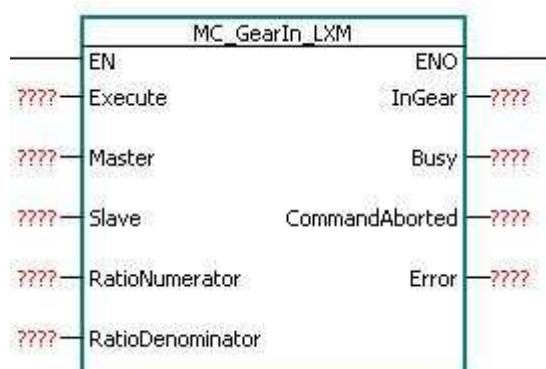 MC_GearIn_LXM
EN ENO
???? Execute InGear ????
???? Master Busy ????
???? Slave CommandAborted ????
???? RatioNumerator Error ????
???? RatioDenominator